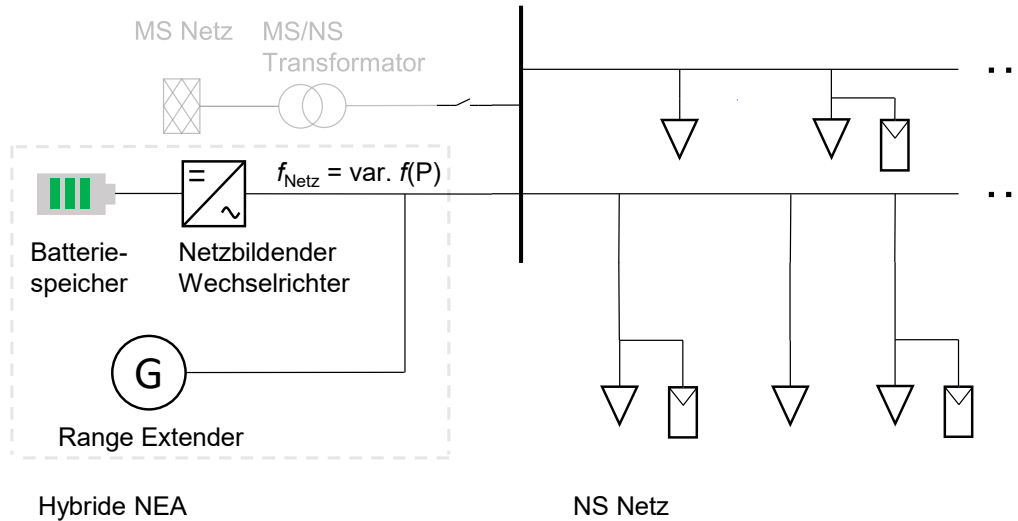 MS Netz
MS/NS
Transformator
f_Netz = var. f(P)
Batterie-
speicher
Netzbildender
Wechselrichter
G
Range Extender
Hybride NEA
NS Netz